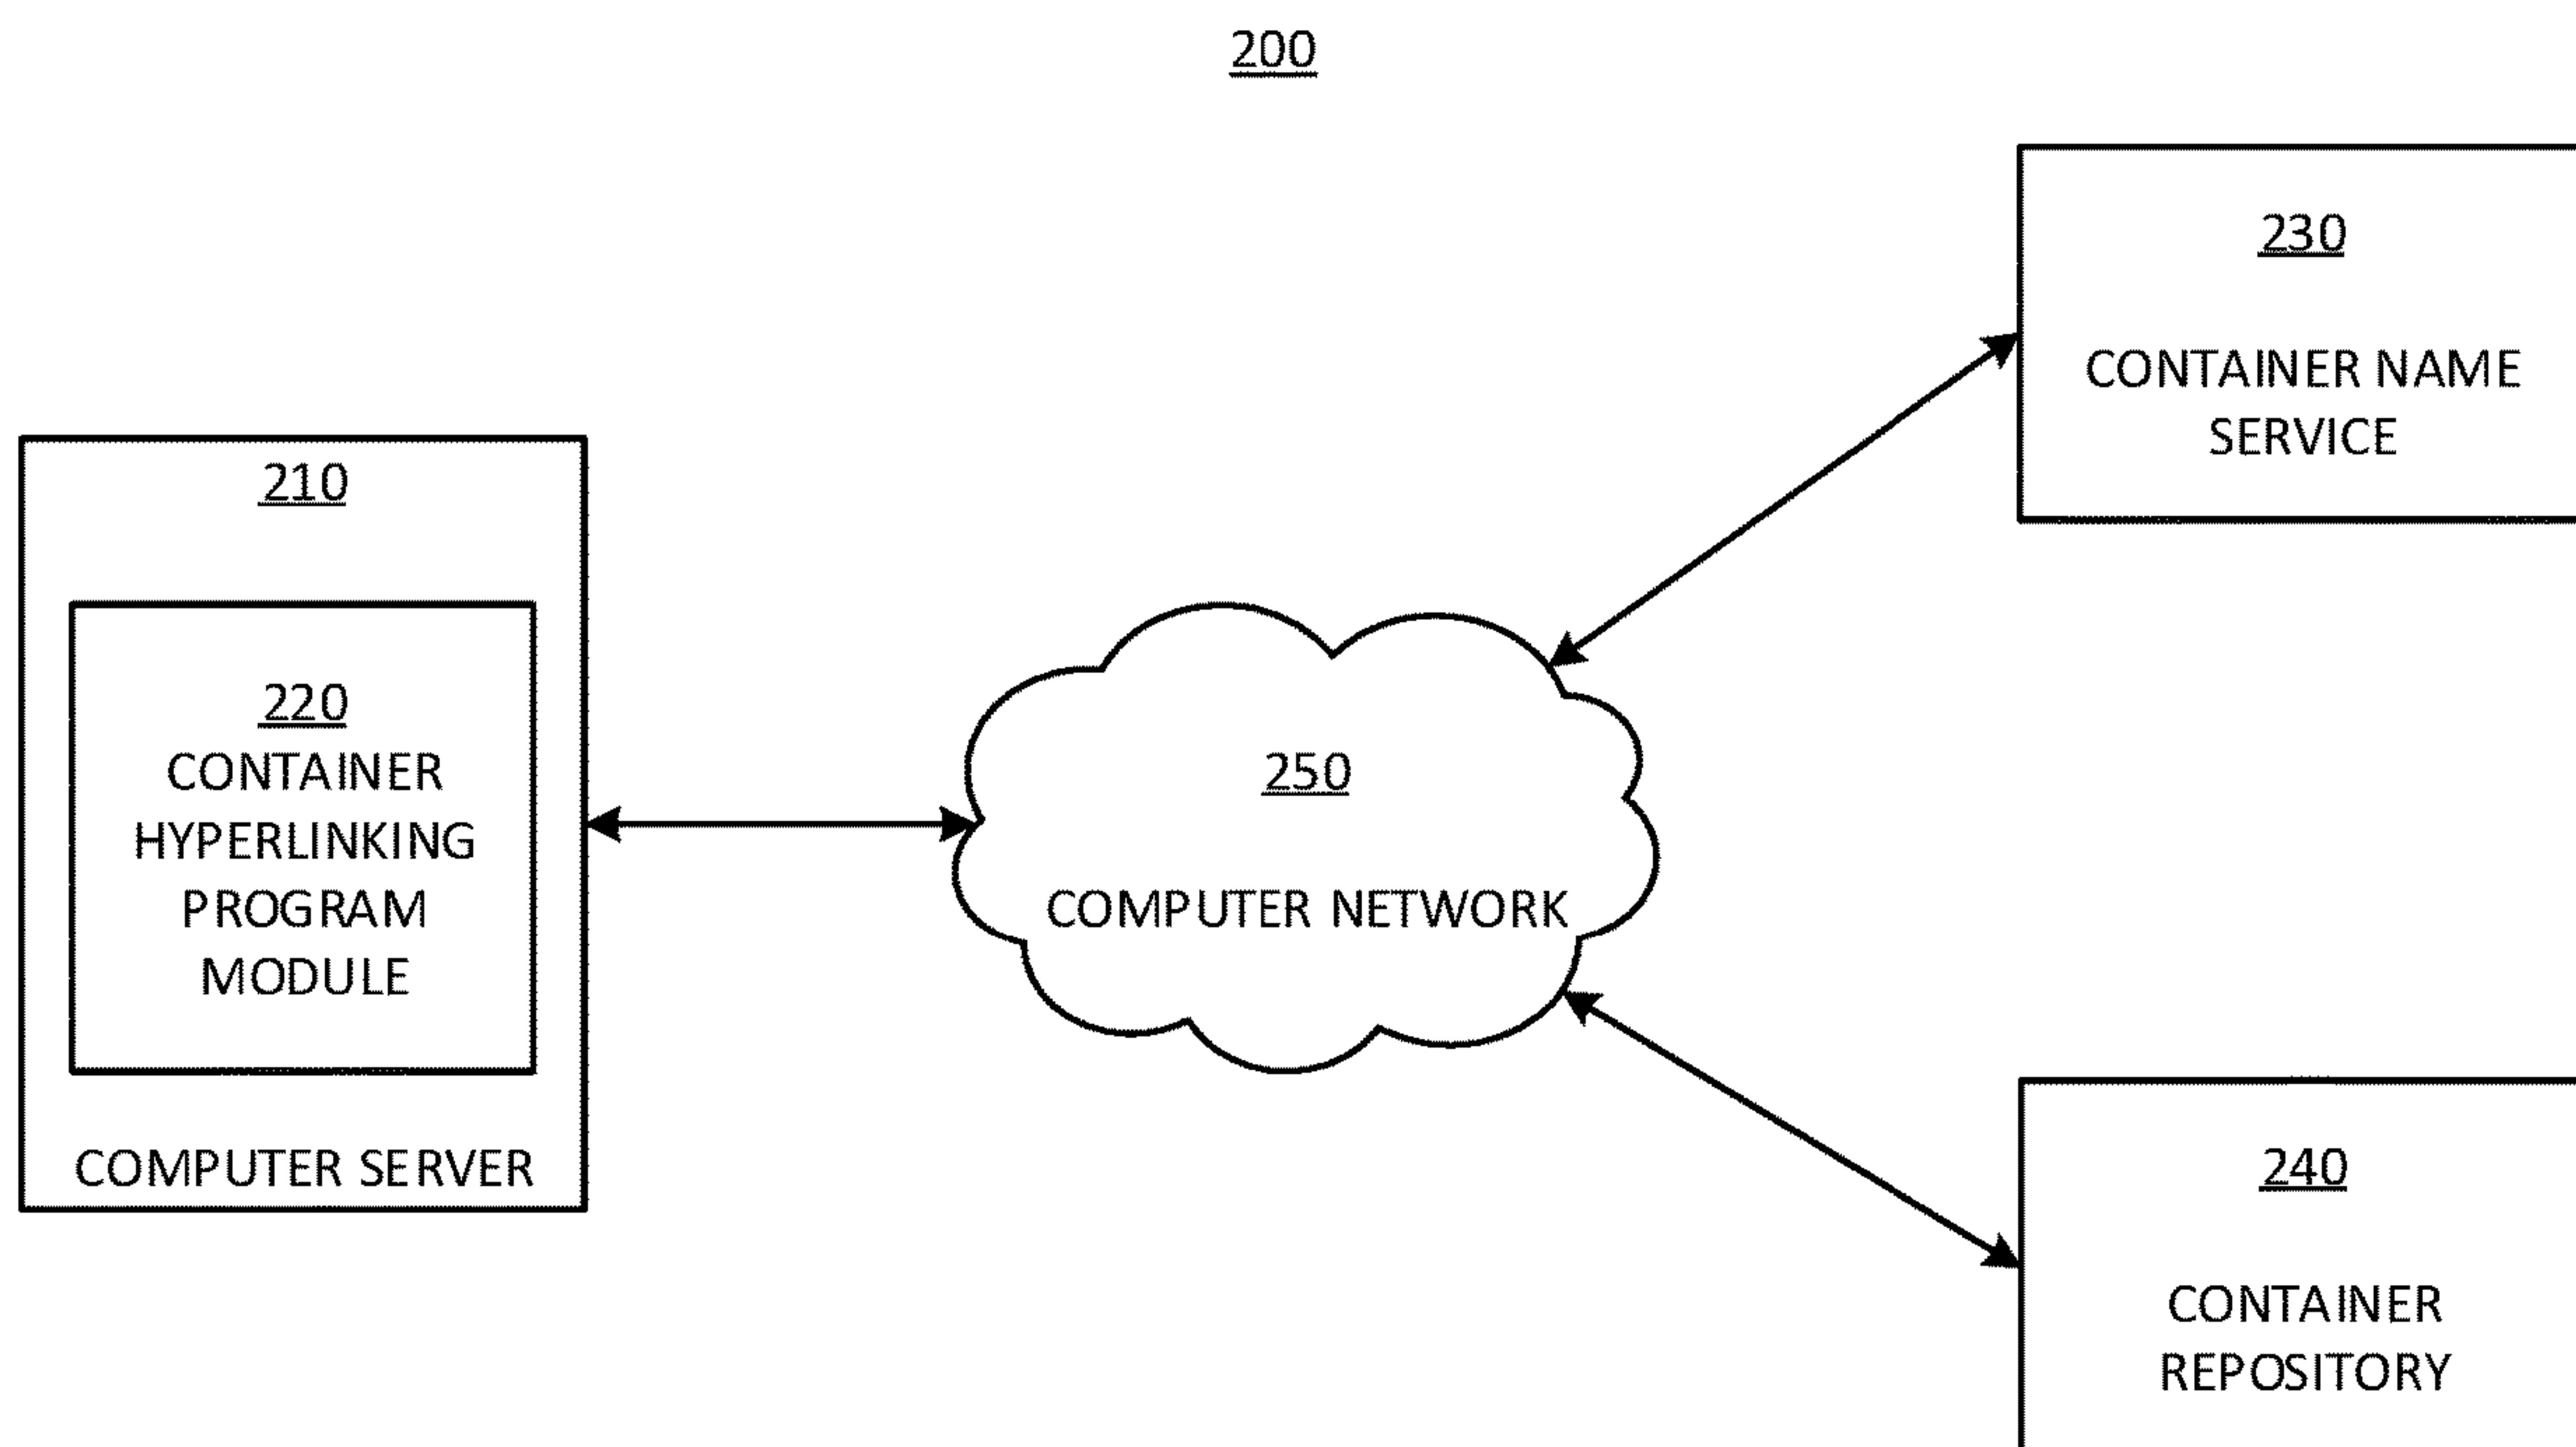 200
210
220
CONTAINER
HYPERLINKING
PROGRAM
MODULE
COMPUTER SERVER
250
COMPUTER NETWORK
230
CONTAINER NAME
SERVICE
240
CONTAINER
REPOSITORY